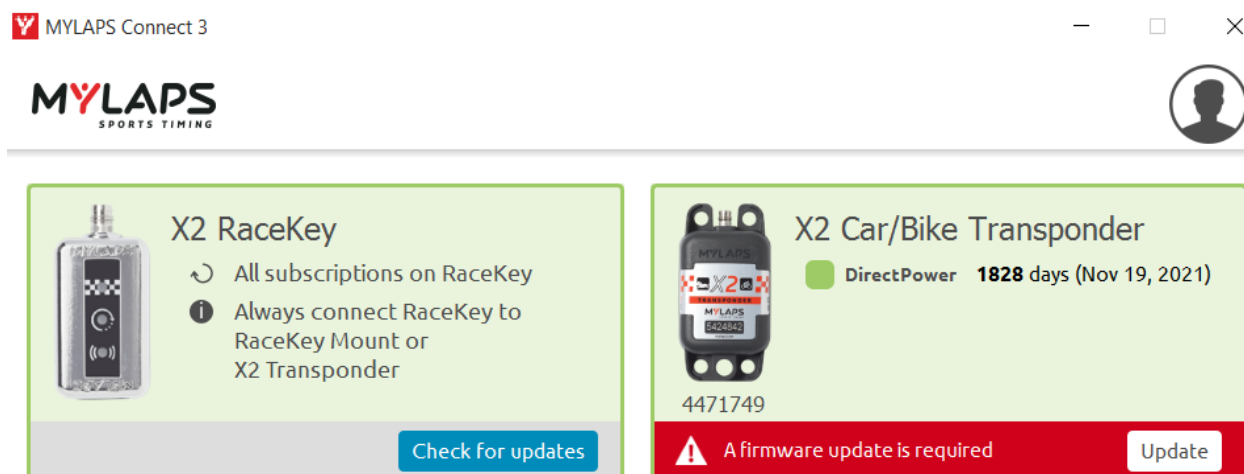 MYLAPS Connect 3
MYLAPS
SPORTS TIMING
X2 RaceKey
All subscriptions on RaceKey
Always connect RaceKey to
RaceKey Mount or
X2 Transponder
Check for updates
X2 Car/Bike Transponder
DirectPower 1828 days (Nov 19, 2021)
MYLAPS
X2
TRANSPONDER
MYLAPS
5424842
4471749
A firmware update is required
Update